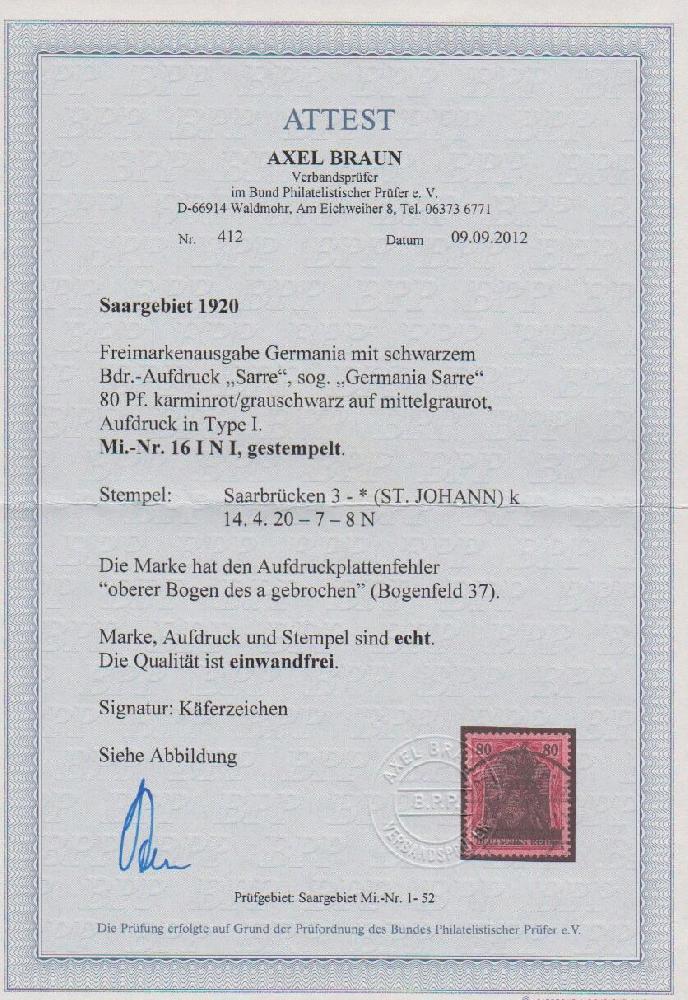 ATTEST
AXEL BRAUN
Verbandsprüfer
im Bund Philatelistischer Prüfer e. V.
D-66914 Waldmohr, Am Eichweiher 8, Tel. 06373 6771
Nr. 412 Datum 09.09.2012
Saargebiet 1920
Freimarkenausgabe Germania mit schwarzem
Bdr.-Aufdruck „Sarre“, sog. „Germania Sarre“
80 Pf. karminrot/grauschwarz auf mittelgraurot,
Aufdruck in Type I.
Mi.-Nr. 16 I N I, gestempelt.
Stempel: Saarbrücken 3 - * (ST. JOHANN) k
14. 4. 20 – 7 – 8 N
Die Marke hat den Aufdruckplattenfehler
“oberer Bogen des a gebrochen” (Bogenfeld 37).
Marke, Aufdruck und Stempel sind echt.
Die Qualität ist einwandfrei.
Signatur: Käferzeichen
Siehe Abbildung
80 80
AXEL BR
B.P.P.
Prüfgebiet: Saargebiet Mi.-Nr. 1- 52
Die Prüfung erfolgte auf Grund der Prüfordnung des Bundes Philatelistischer Prüfer e.V.